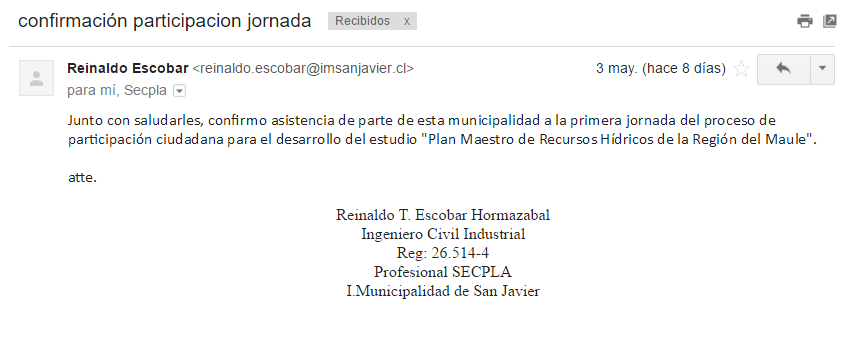 confirmación participacion jornada Recibidos x
Reinaldo Escobar <reinaldo.escobar@imsanjavier.cl> 3 may. (hace 8 días)
para mí, Secpla
Junto con saludarles, confirmo asistencia de parte de esta municipalidad a la primera jornada del proceso de
participación ciudadana para el desarrollo del estudio "Plan Maestro de Recursos Hídricos de la Región del Maule".
atte.
Reinaldo T. Escobar Hormazabal
Ingeniero Civil Industrial
Reg: 26.514-4
Profesional SECPLA
I.Municipalidad de San Javier